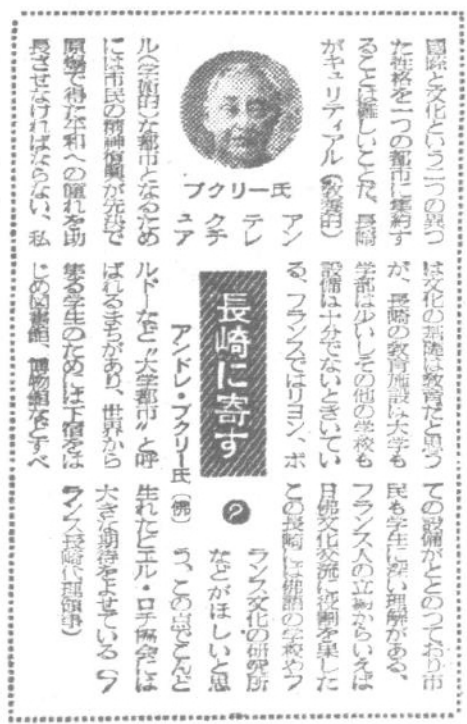 長崎に寄す
②
アンドレ・ブクリー氏（佛）
ブクリー氏
国際と文化という二つの異つ
た性格を一つの都市に集約す
ることは難しいことだ、長崎
がキュリティアル（教養的）
アン
テレ
クチ
ュア
ル（学術的）な都市となるため
には市民の精神復興が先決で
原爆で得た平和への憧れを助
長させなければならない、私
は文化の基礎は教育だと思う
が、長崎の教育施設は大学も
学部は少いしその他の学校も
設備は十分でないときいてい
る、フランスではリヨン、ボ
ルドーなど〝大学都市〟と呼
ばれるまちがあり、世界から
集る学生のためには下宿をは
じめ図書館、博物館などすべ
ての設備がととのつており市
民も学生に深い理解がある、
フランス人の立場からいえば
日佛文化交流に役割を果した
この長崎には佛語の学校やフ
ランス文化の研究所
などがほしいと思
う、この点でこんど
生れたピエル・ロチ協会には
大きな期待をよせている（フ
ランス長崎代理領事）